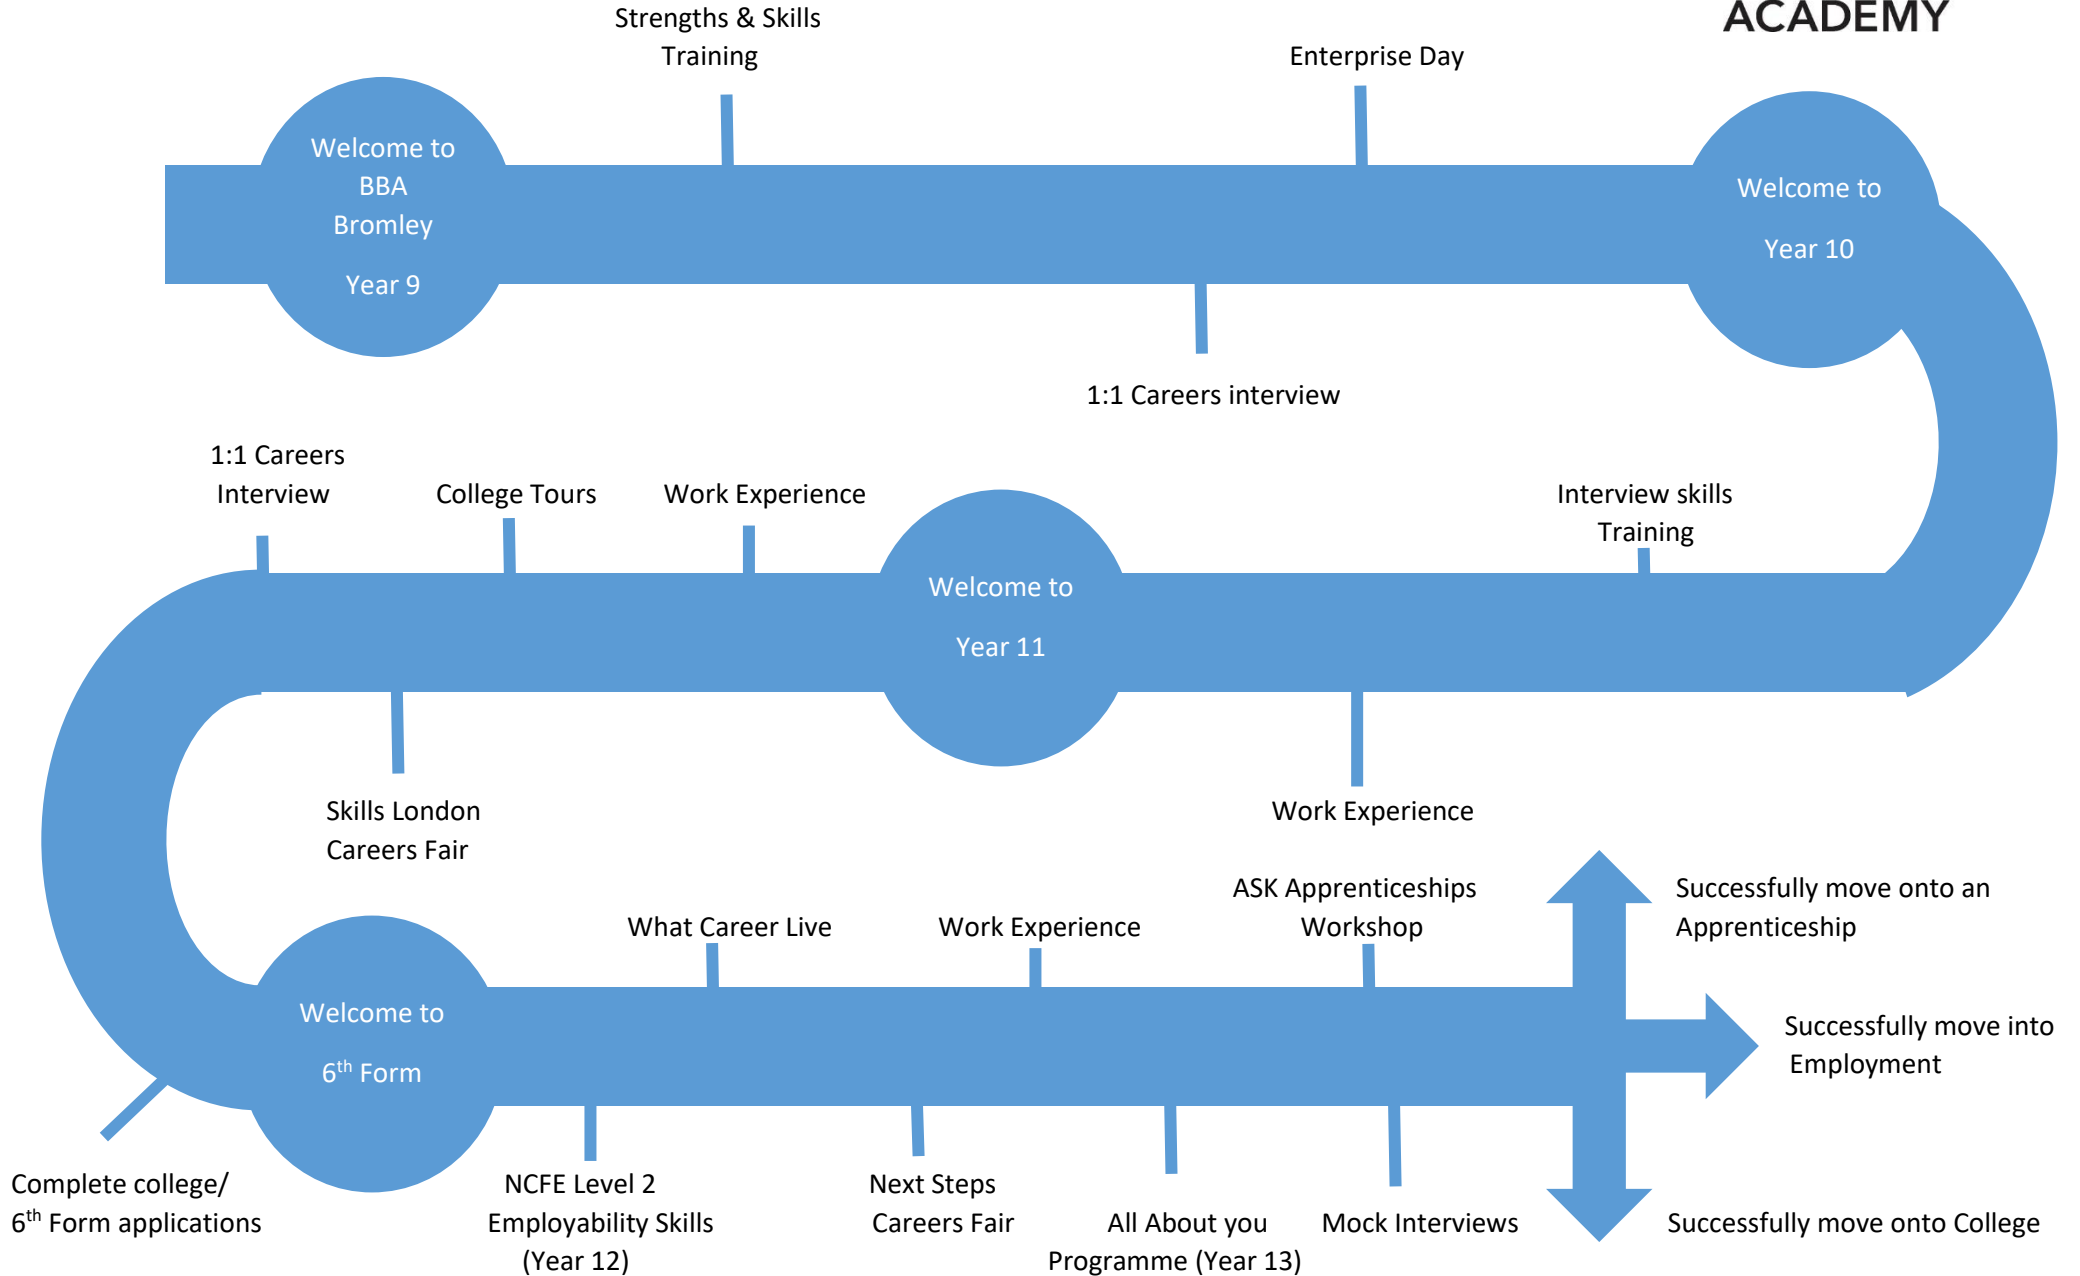 ACADEMY
Strengths & Skills
Training
Enterprise Day
Welcome to
BBA
Bromley
Year 9
Welcome to
Year 10
1:1 Careers interview
1:1 Careers
Interview
College Tours
Work Experience
Welcome to
Year 11
Interview skills
Training
Skills London
Careers Fair
Work Experience
What Career Live
Work Experience
ASK Apprenticeships
Workshop
Successfully move onto an
Apprenticeship
Welcome to
6th Form
Successfully move into
Employment
Complete college/
6th Form applications
NCFE Level 2
Employability Skills
(Year 12)
Next Steps
Careers Fair
All About you
Programme (Year 13)
Mock Interviews
Successfully move onto College